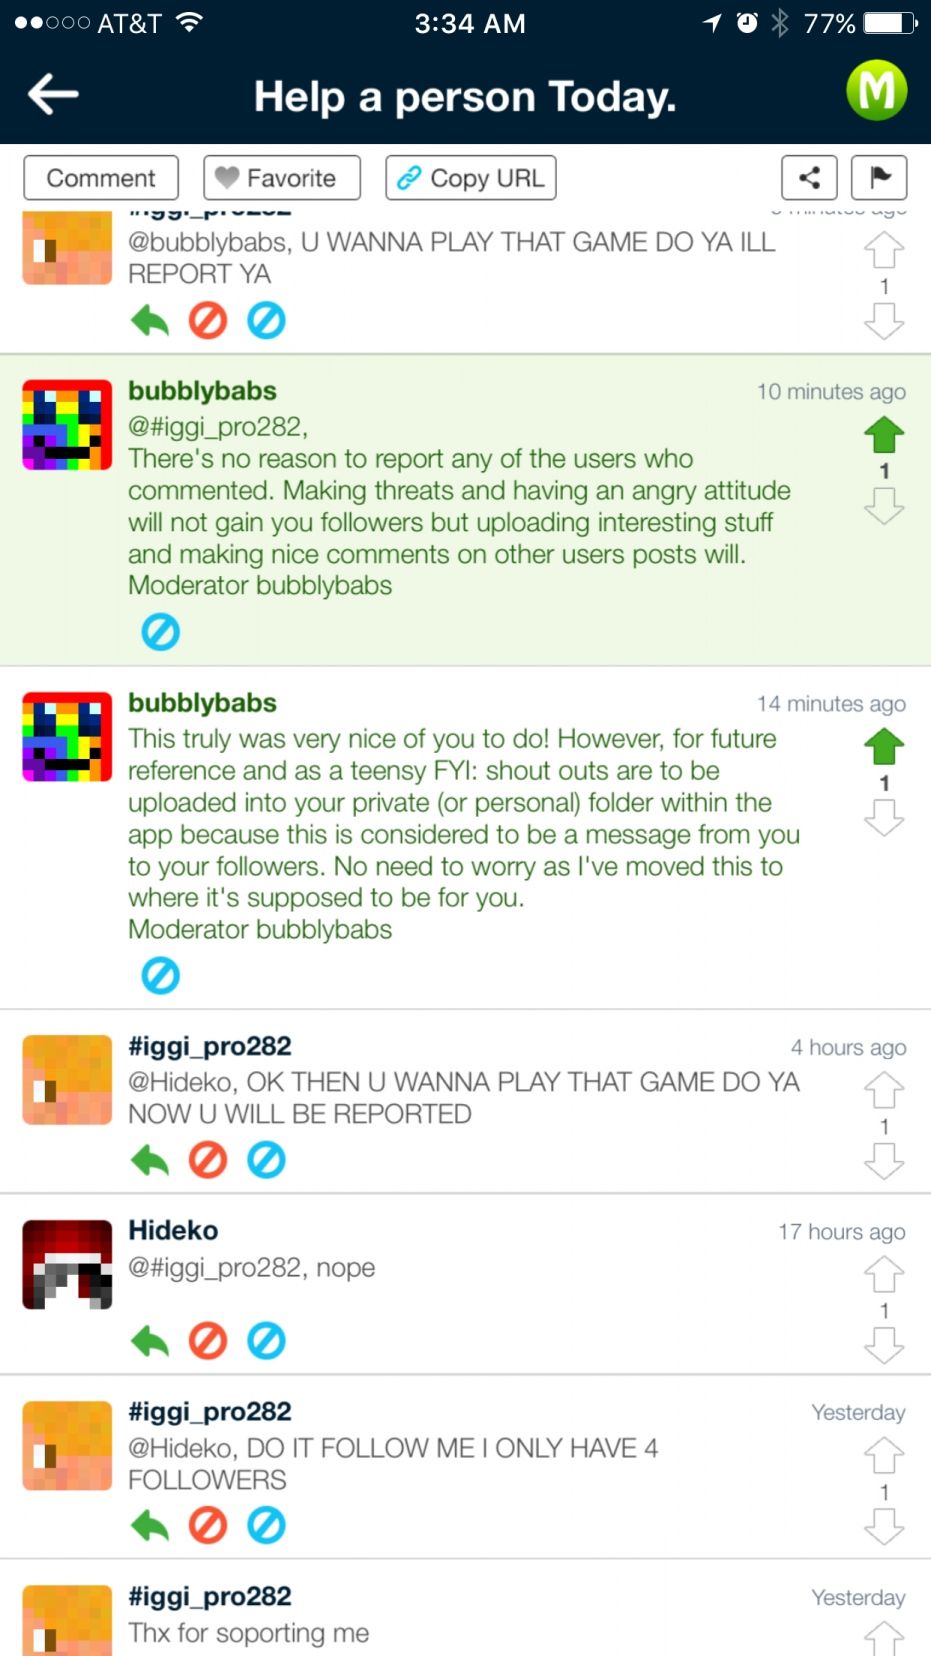 AT&T 3:34 AM 77%
Help a person Today.
M
Comment Favorite Copy URL
#iggi_pro282 minutes ago
@bubblybabs, U WANNA PLAY THAT GAME DO YA ILL
REPORT YA
1
bubblybabs 10 minutes ago
@#iggi_pro282,
There's no reason to report any of the users who
commented. Making threats and having an angry attitude
will not gain you followers but uploading interesting stuff
and making nice comments on other users posts will.
Moderator bubblybabs
1
bubblybabs 14 minutes ago
This truly was very nice of you to do! However, for future
reference and as a teensy FYI: shout outs are to be
uploaded into your private (or personal) folder within the
app because this is considered to be a message from you
to your followers. No need to worry as I've moved this to
where it's supposed to be for you.
Moderator bubblybabs
1
#iggi_pro282 4 hours ago
@Hideko, OK THEN U WANNA PLAY THAT GAME DO YA
NOW U WILL BE REPORTED
1
Hideko 17 hours ago
@#iggi_pro282, nope
1
#iggi_pro282 Yesterday
@Hideko, DO IT FOLLOW ME I ONLY HAVE 4
FOLLOWERS
1
#iggi_pro282 Yesterday
Thx for soporting me